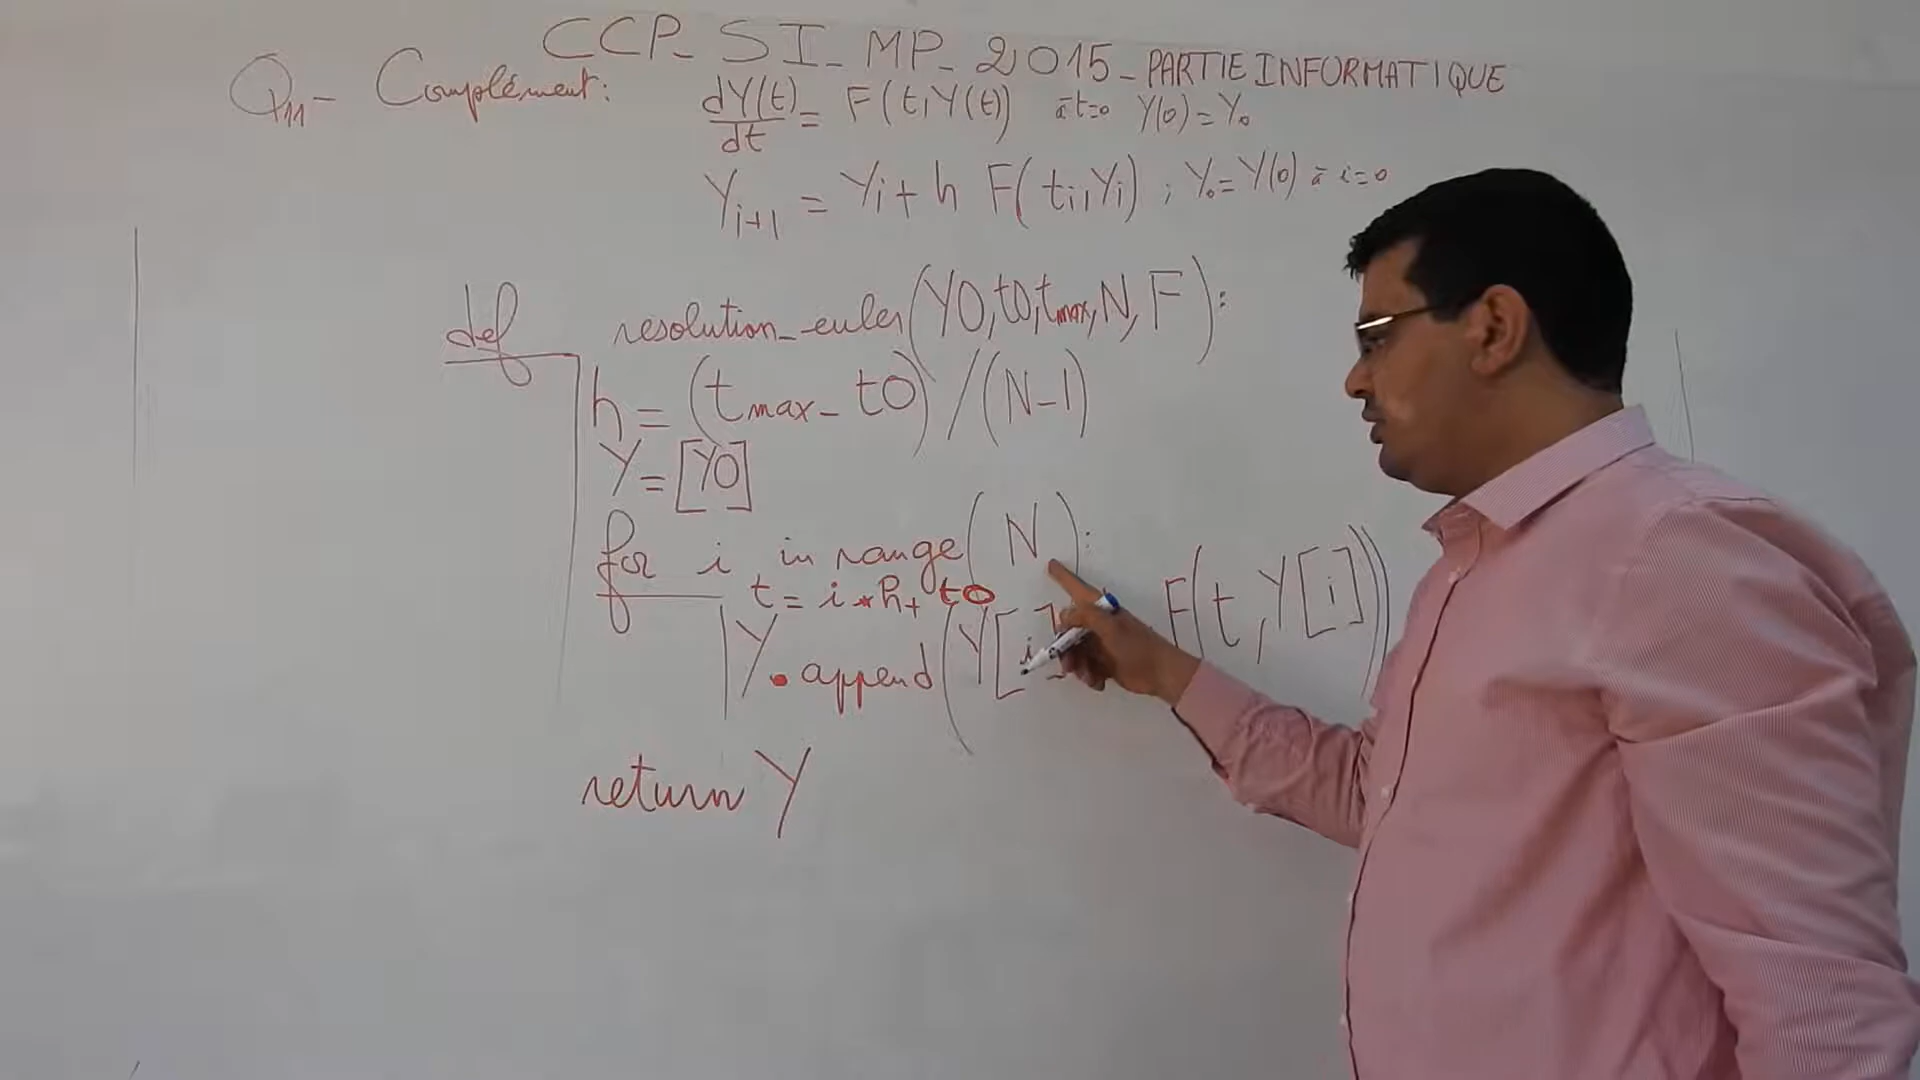 CCP_SI_MP_2015_PARTIE INFORMATIQUE
Q11- Complément:
dY(t)/dt = F(t,Y(t)) à t=0 Y(0)=Y₀
Yi+1 = Yi + h F(ti,Yi) ; Y₀=Y(0) à i=0
def resolution_euler(Y0,t0,tmax,N,F):
h = (tmax-t0)/(N-1)
Y=[Y0]
for i in range(N):
t = i*h+t0
Y.append(Y[i] F(t,Y[i]))
return Y